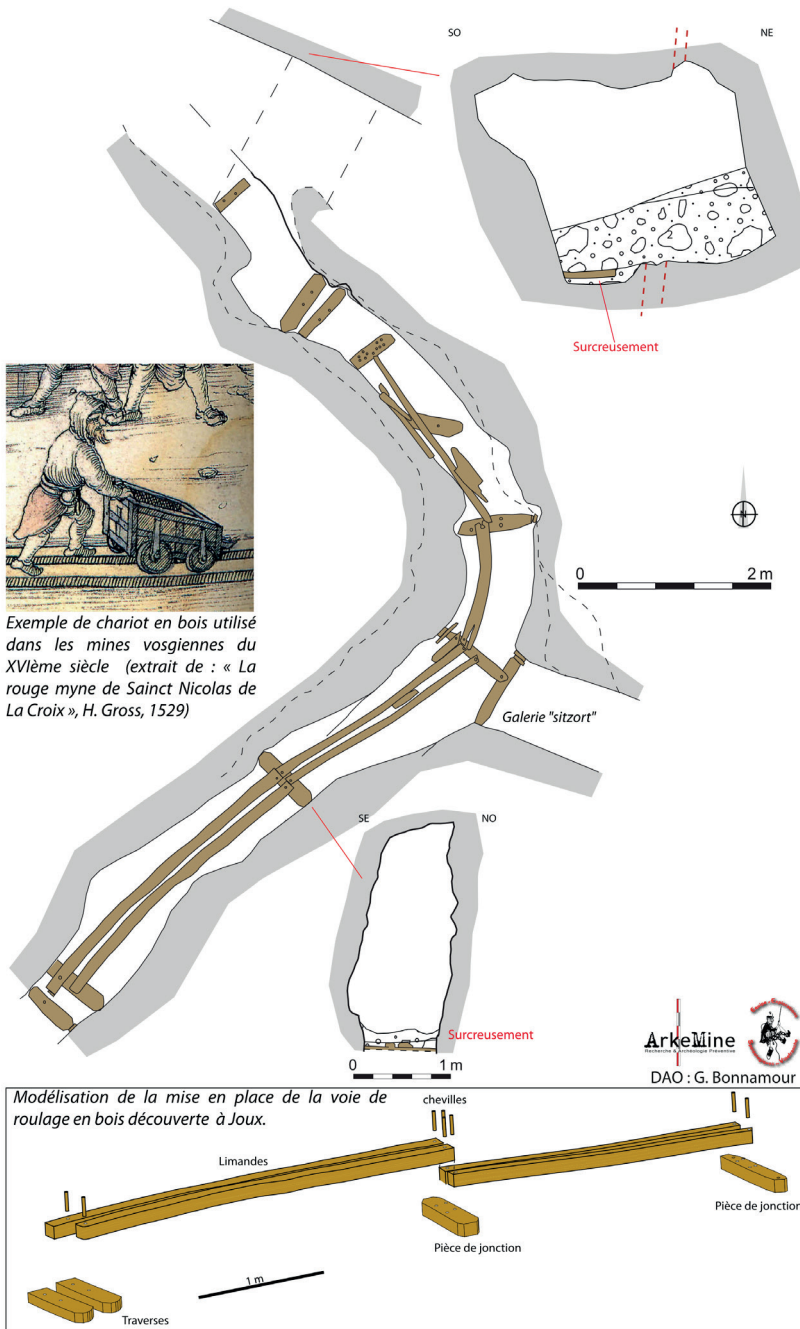 SO
NE
2
Surcreusement
N
0
2 m
Exemple de chariot en bois utilisé
dans les mines vosgiennes du
XVIème siècle (extrait de : « La
rouge myne de Sainct Nicolas de
La Croix », H. Gross, 1529)
Galerie "sitzort"
SE
NO
Surcreusement
0
1 m
ArkeMine
Recherche & Archéologie Préventive
DAO : G. Bonnamour
Modélisation de la mise en place de la voie de
roulage en bois découverte à Joux.
chevilles
Limandes
Pièce de jonction
Pièce de jonction
1 m
Traverses